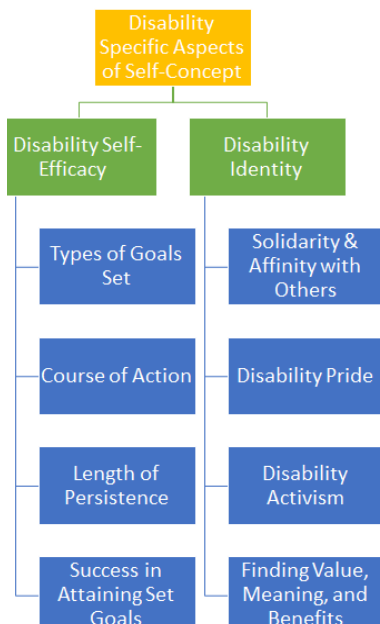 Disability
Specific Aspects
of Self-Concept
Disability Self-
Efficacy
Disability
Identity
Types of Goals
Set
Solidarity &
Affinity with
Others
Course of Action
Disability Pride
Length of
Persistence
Disability
Activism
Success in
Attaining Set
Goals
Finding Value,
Meaning, and
Benefits